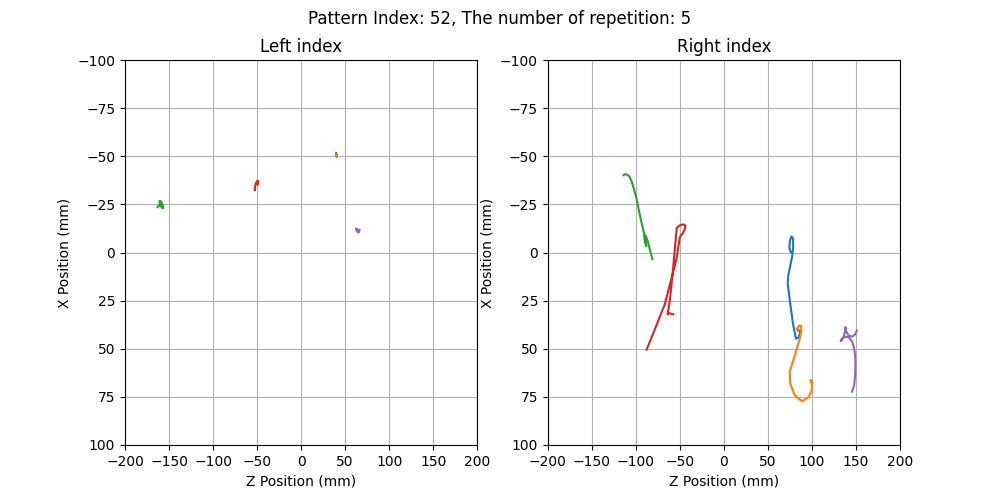 Pattern Index: 52, The number of repetition: 5
Left index
Right index
−100
−75
−50
−25
0
25
50
75
100
X Position (mm)
−200 −150 −100 −50 0 50 100 150 200
Z Position (mm)
−100
−75
−50
−25
0
25
50
75
100
X Position (mm)
−200 −150 −100 −50 0 50 100 150 200
Z Position (mm)